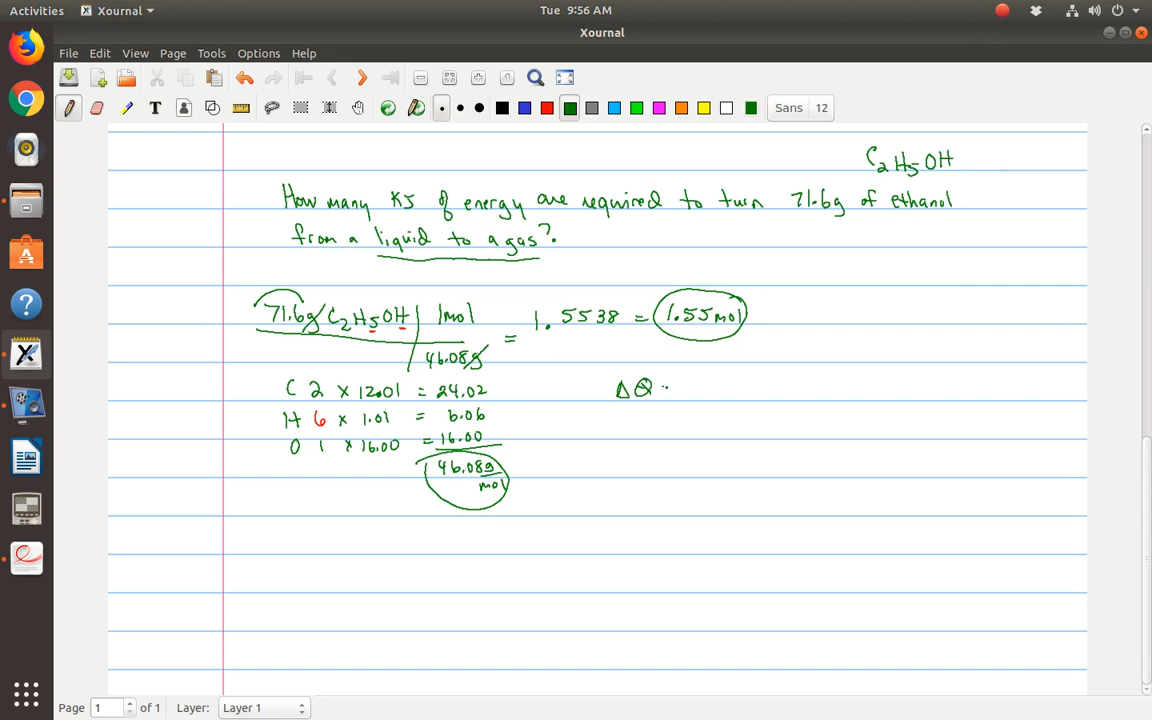 Activities Xournal Tue 9:56 AM
Xournal
File Edit View Page Tools Options Help
Sans 12
C2H5OH
How many KJ of energy are required to turn 71.6g of ethanol
from a liquid to a gas?
71.6g C2H5OH | 1mol = 1.5538 = 1.55mol
46.08g
C 2 x 12.01 = 24.02
ΔQ
H 6 x 1.01 = 6.06
O 1 x 16.00 = 16.00
46.08g
mol
Page 1 of 1 Layer: Layer 1